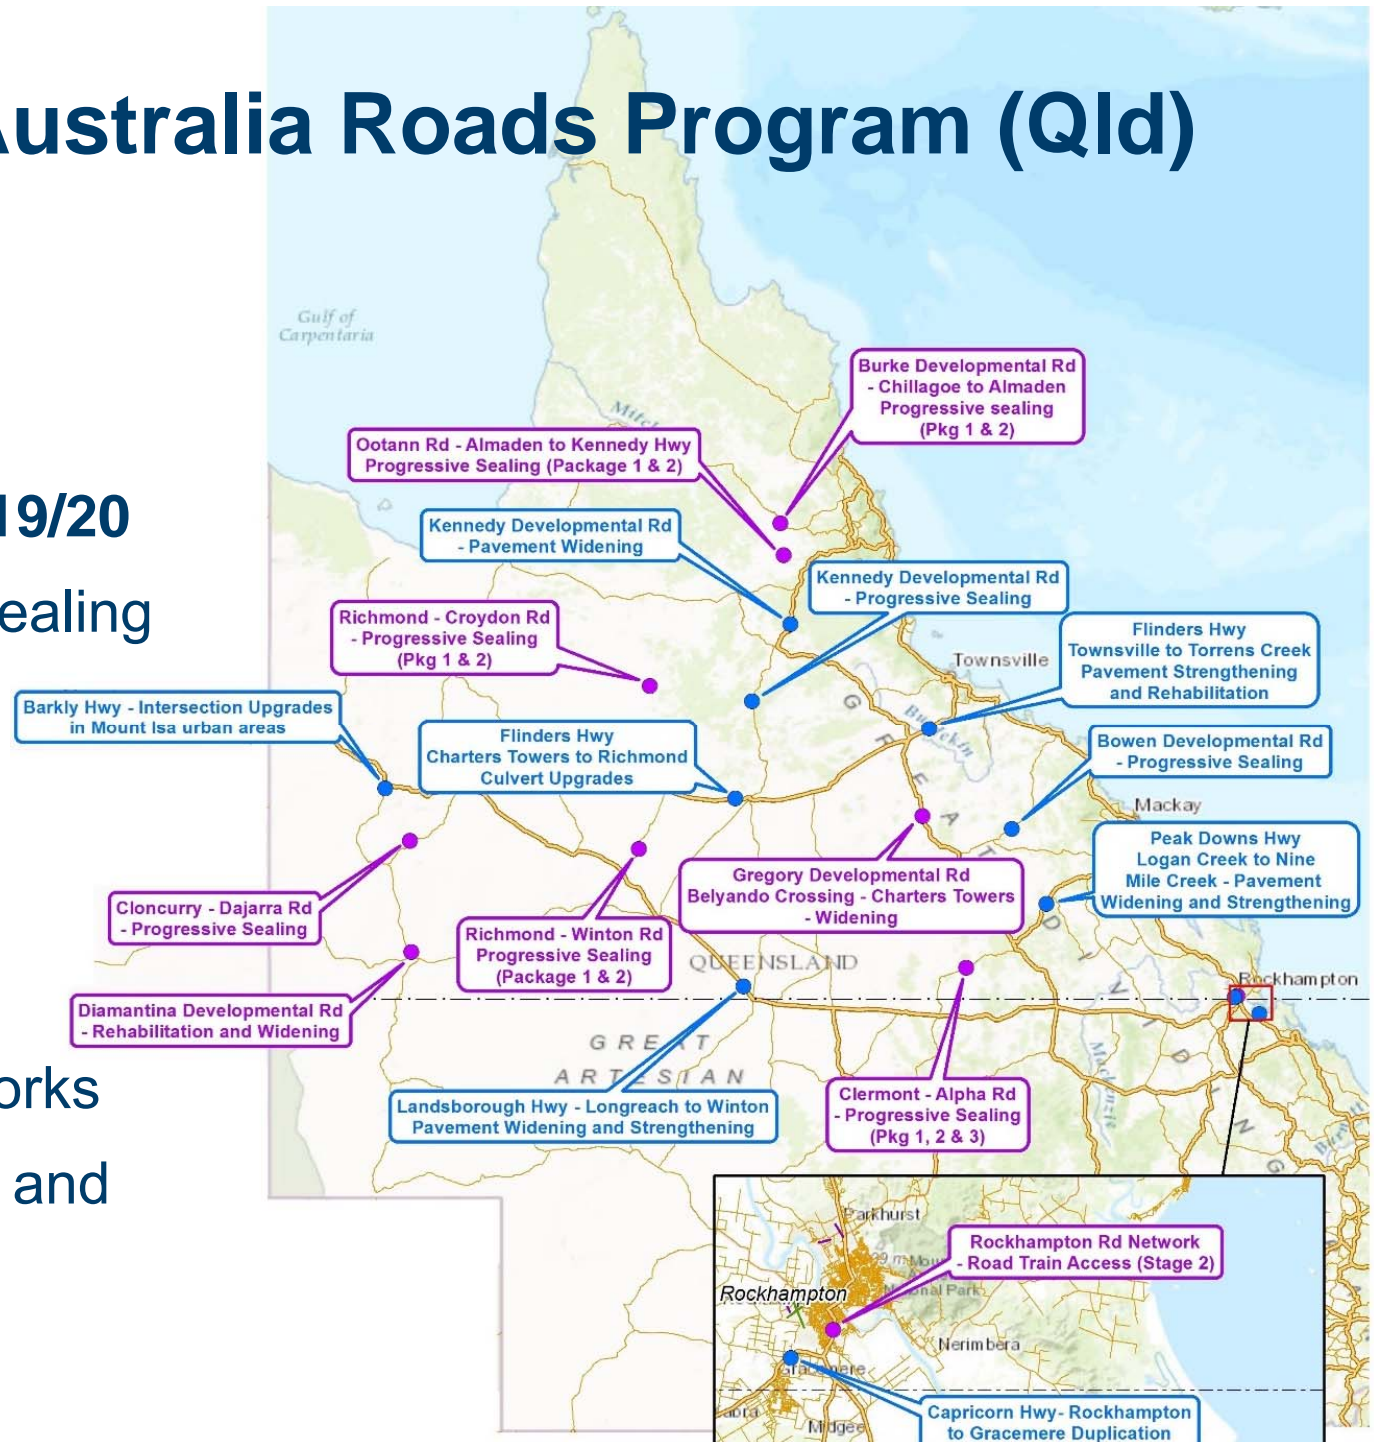 Australia Roads Program (Qld)
19/20
ealing
orks
and
Gulf of
Carpentaria
Burke Developmental Rd
- Chillagoe to Almaden
Progressive sealing
(Pkg 1 & 2)
Ootann Rd - Almaden to Kennedy Hwy
Progressive Sealing (Package 1 & 2)
Kennedy Developmental Rd
- Pavement Widening
Kennedy Developmental Rd
- Progressive Sealing
Richmond - Croydon Rd
- Progressive Sealing
(Pkg 1 & 2)
Flinders Hwy
Townsville to Torrens Creek
Pavement Strengthening
and Rehabilitation
Townsville
Barkly Hwy - Intersection Upgrades
in Mount Isa urban areas
Flinders Hwy
Charters Towers to Richmond
Culvert Upgrades
Bowen Developmental Rd
- Progressive Sealing
Mackay
Peak Downs Hwy
Logan Creek to Nine
Mile Creek - Pavement
Widening and Strengthening
Gregory Developmental Rd
Belyando Crossing - Charters Towers
- Widening
Cloncurry - Dajarra Rd
- Progressive Sealing
Richmond - Winton Rd
Progressive Sealing
(Package 1 & 2)
QUEENSLAND
Rockhampton
Diamantina Developmental Rd
- Rehabilitation and Widening
GREAT
ARTESIAN
GREAT
DIVIDING
Mackenzie
Landsborough Hwy - Longreach to Winton
Pavement Widening and Strengthening
Clermont - Alpha Rd
- Progressive Sealing
(Pkg 1, 2 & 3)
Parkhurst
Rockhampton Rd Network
- Road Train Access (Stage 2)
nal Park
Rockhampton
Nerimbera
Midgee
Capricorn Hwy- Rockhampton
to Gracemere Duplication